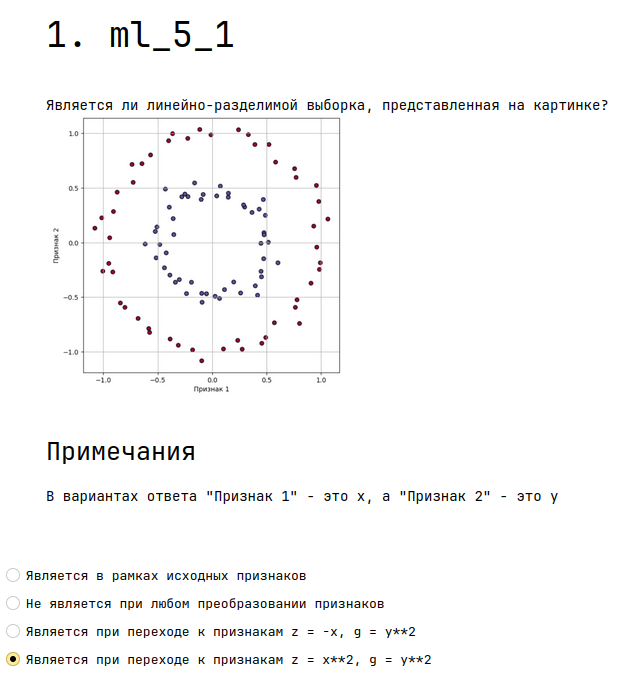 1. ml_5_1
Является ли линейно-разделимой выборка, представленная на картинке?
1.0
0.5
0.0
−0.5
−1.0
Признак 2
−1.0 −0.5 0.0 0.5 1.0
Признак 1
Примечания
В вариантах ответа "Признак 1" - это x, а "Признак 2" - это y
Является в рамках исходных признаков
Не является при любом преобразовании признаков
Является при переходе к признакам z = -x, g = y**2
Является при переходе к признакам z = x**2, g = y**2